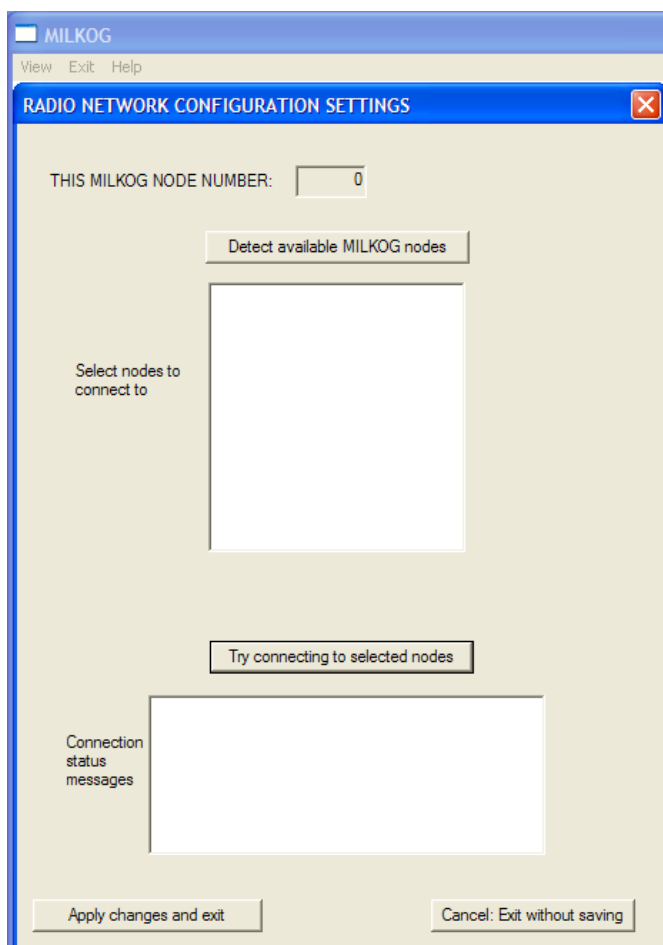 MILKOG
View Exit Help
RADIO NETWORK CONFIGURATION SETTINGS
THIS MILKOG NODE NUMBER: 0
Detect available MILKOG nodes
Select nodes to
connect to
Try connecting to selected nodes
Connection
status
messages
Apply changes and exit Cancel: Exit without saving